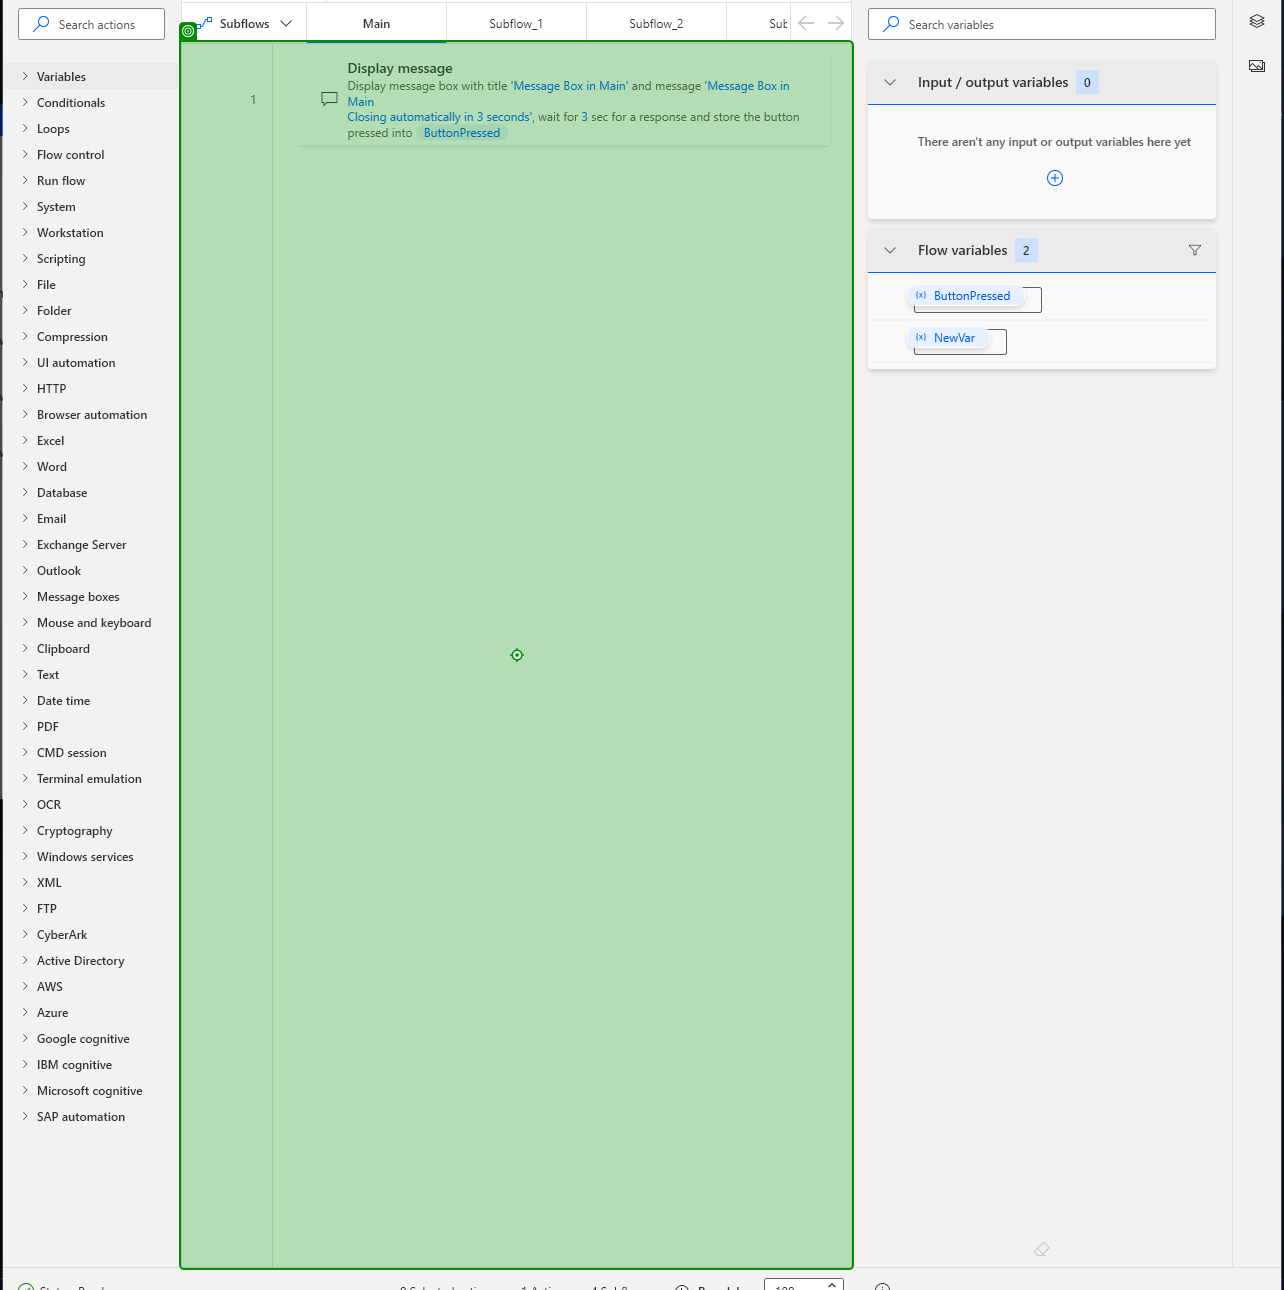 Search actions
Subflows
Main
Subflow_1
Subflow_2
Search variables
Variables
Conditionals
Loops
Flow control
Run flow
System
Workstation
Scripting
File
Folder
Compression
UI automation
HTTP
Browser automation
Excel
Word
Database
Email
Exchange Server
Outlook
Message boxes
Mouse and keyboard
Clipboard
Text
Date time
PDF
CMD session
Terminal emulation
OCR
Cryptography
Windows services
XML
FTP
CyberArk
Active Directory
AWS
Azure
Google cognitive
IBM cognitive
Microsoft cognitive
SAP automation
1
Display message
Display message box with title 'Message Box in Main' and message 'Message Box in
Main
Closing automatically in 3 seconds', wait for 3 sec for a response and store the button
pressed into ButtonPressed
Input / output variables 0
There aren't any input or output variables here yet
Flow variables 2
(x) ButtonPressed
(x) NewVar